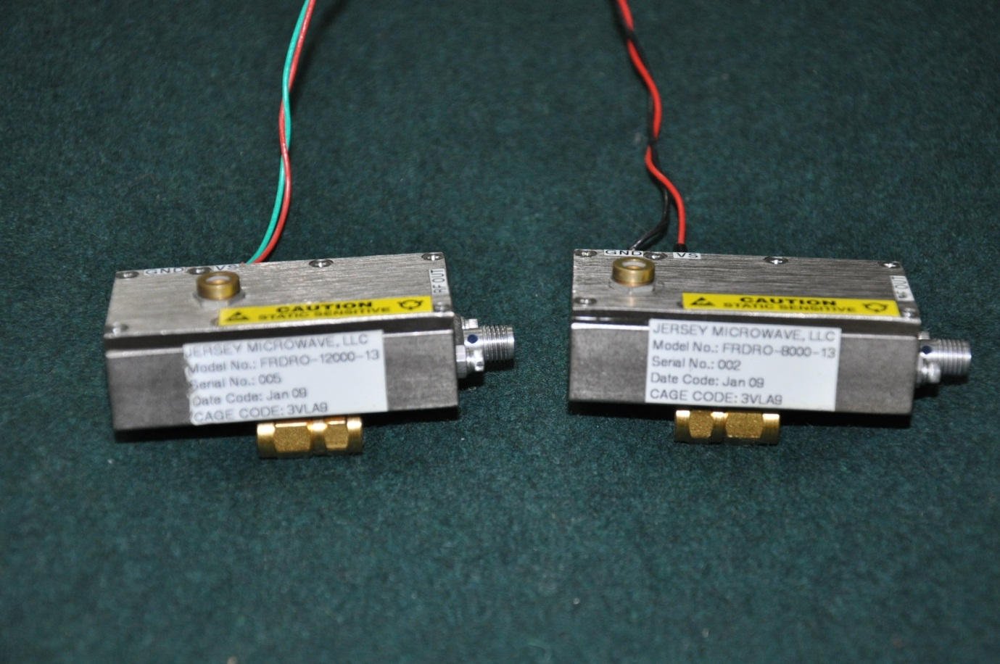 GND
VS
RF OUT
CAUTION
STATIC SENSITIVE
JERSEY MICROWAVE, LLC
Model No.: FRDRO-12000-13
Serial No.: 005
Date Code: Jan 09
CAGE CODE: 3VLA9
GND
VS
RF OUT
CAUTION
STATIC SENSITIVE
JERSEY MICROWAVE, LLC
Model No.: FRDRO-8000-13
Serial No.: 002
Date Code: Jan 09
CAGE CODE: 3VLA9